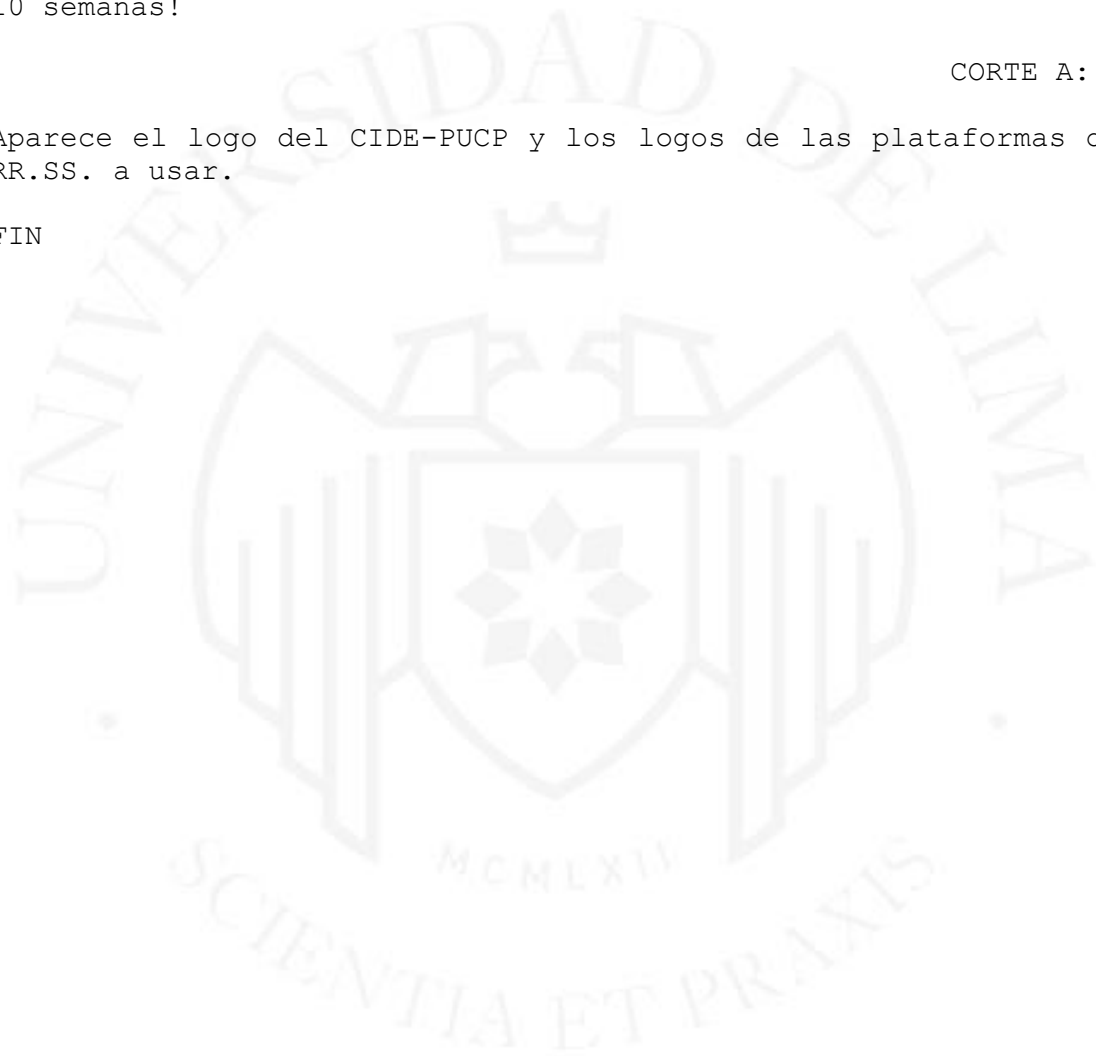 10 semanas!
CORTE A:
Aparece el logo del CIDE-PUCP y los logos de las plataformas
RR.SS. a usar.
FIN
UNIVERSIDAD DE LIMA
MCMLXII
SCIENTIA ET PRAXIS